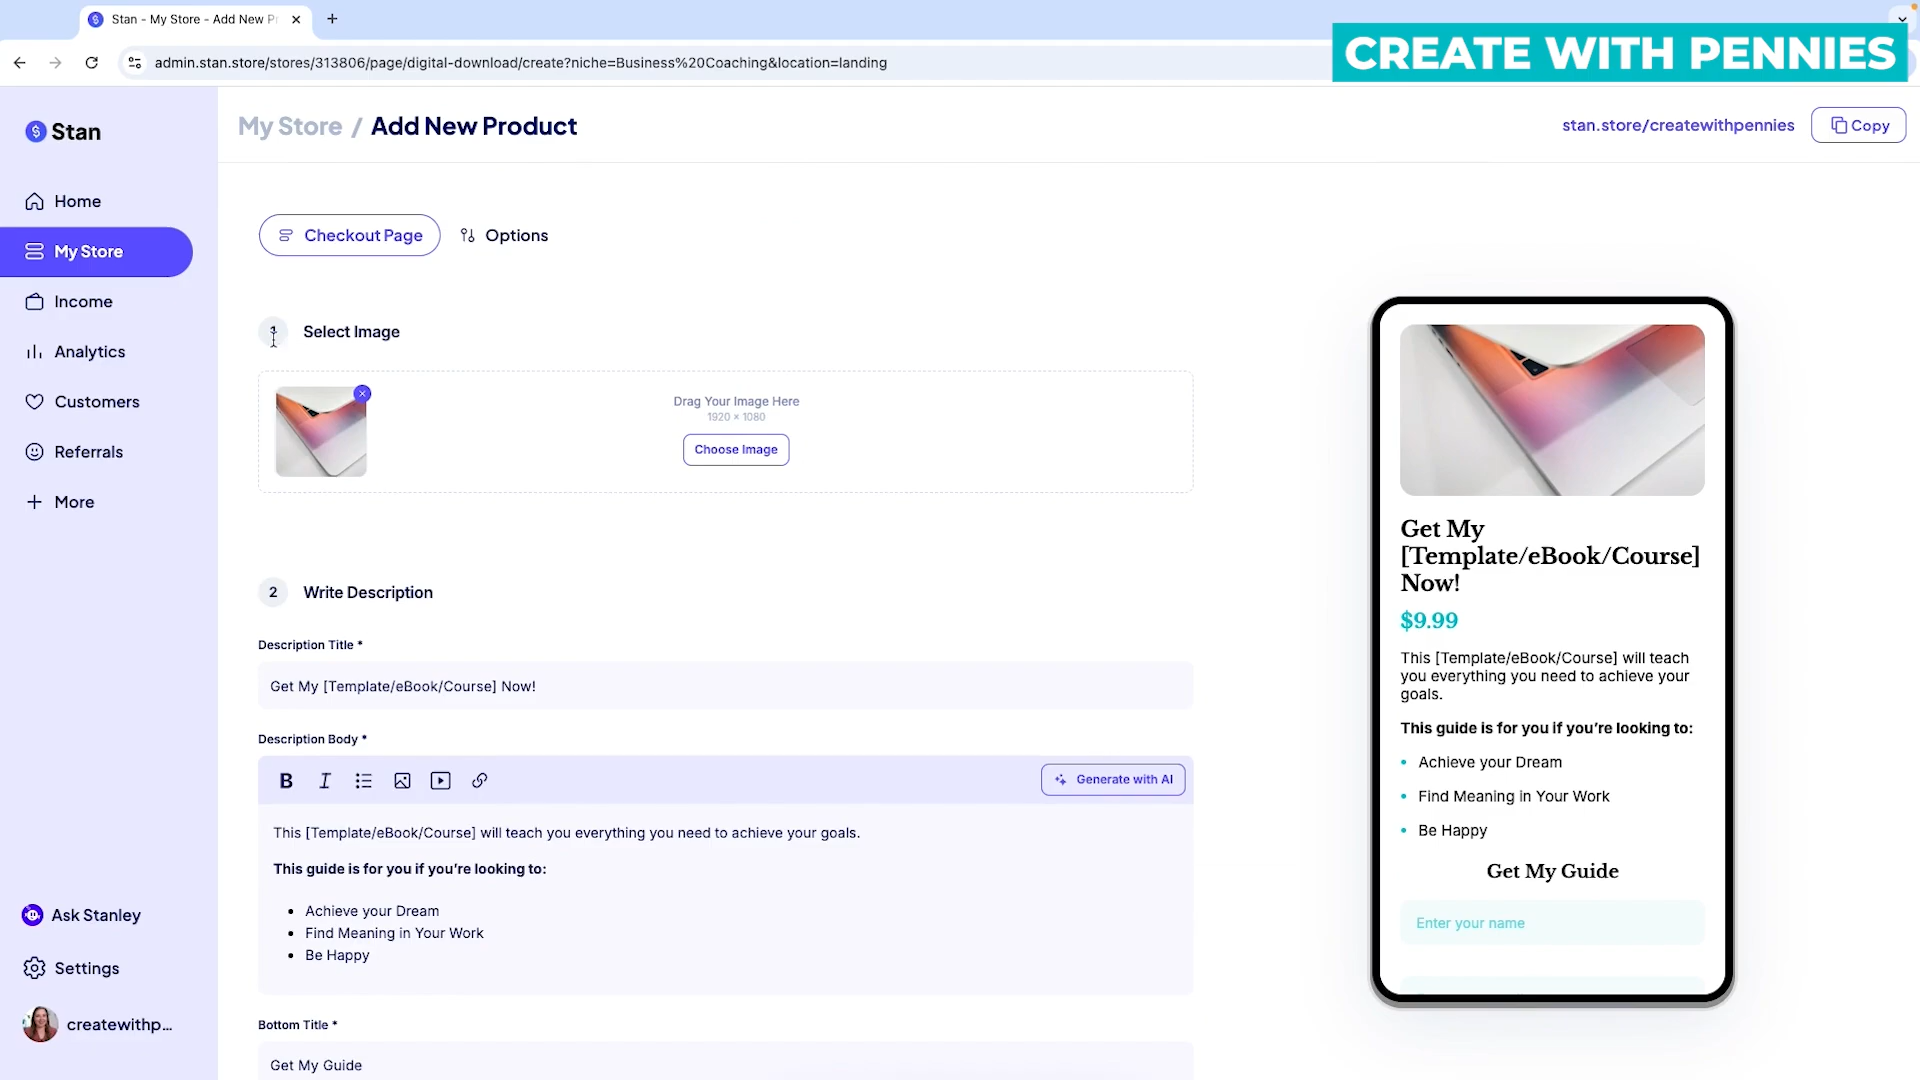 Stan - My Store - Add New P
CREATE WITH PENNIES
admin.stan.store/stores/313806/page/digital-download/create?niche=Business%20Coaching&location=landing
Stan
My Store / Add New Product
stan.store/createwithpennies
Copy
Home
My Store
Income
Analytics
Customers
Referrals
More
Ask Stanley
Settings
createwithp...
Checkout Page
Options
1
Select Image
Drag Your Image Here
1920 × 1080
Choose Image
2
Write Description
Description Title *
Get My [Template/eBook/Course] Now!
Description Body *
B I
Generate with AI
This [Template/eBook/Course] will teach you everything you need to achieve your goals.
This guide is for you if you're looking to:
• Achieve your Dream
• Find Meaning in Your Work
• Be Happy
Bottom Title *
Get My Guide
Get My
[Template/eBook/Course]
Now!
$9.99
This [Template/eBook/Course] will teach
you everything you need to achieve your
goals.
This guide is for you if you're looking to:
• Achieve your Dream
• Find Meaning in Your Work
• Be Happy
Get My Guide
Enter your name